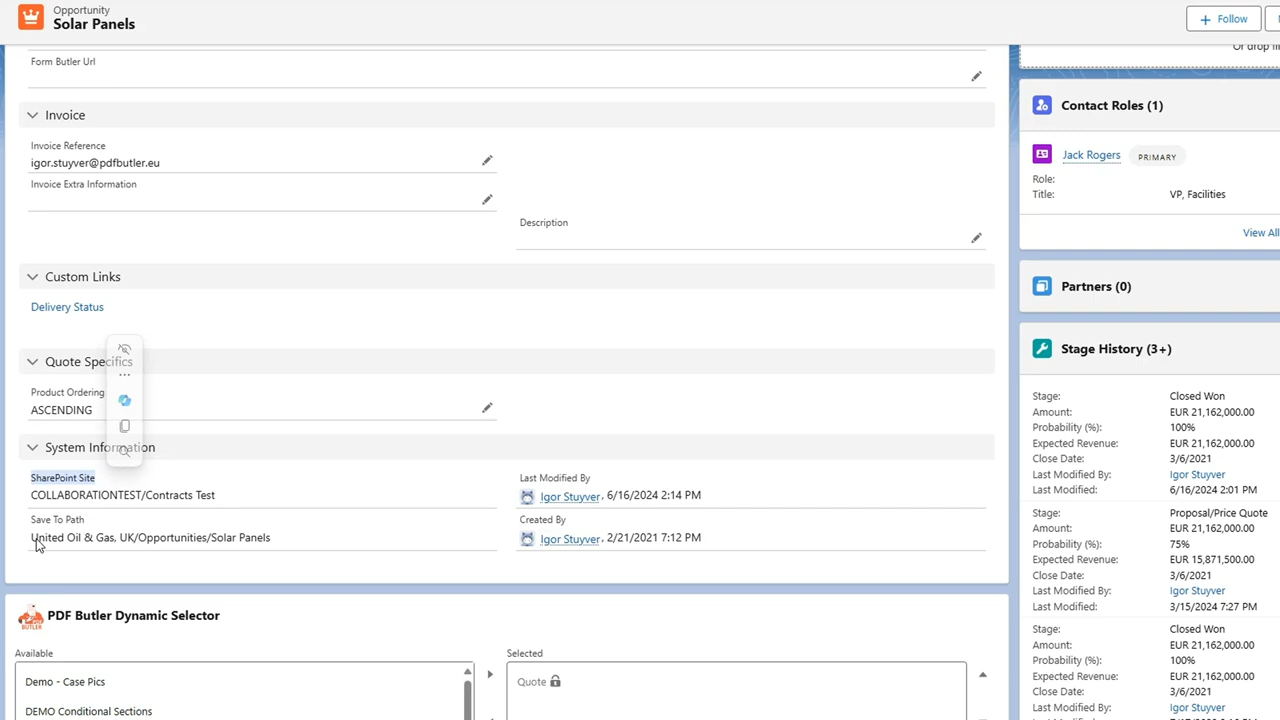 Opportunity
Solar Panels
Follow
Form Butler Url
Invoice
Invoice Reference
igor.stuyver@pdfbutler.eu
Invoice Extra Information
Description
Custom Links
Delivery Status
Quote Specifics
Product Ordering
ASCENDING
System Information
SharePoint Site
COLLABORATIONTEST/Contracts Test
Last Modified By
Igor Stuyver, 6/16/2024 2:14 PM
Save To Path
United Oil & Gas, UK/Opportunities/Solar Panels
Created By
Igor Stuyver, 2/21/2021 7:12 PM
PDF Butler Dynamic Selector
Available
Demo - Case Pics
DEMO Conditional Sections
Selected
Quote
Or drop
Contact Roles (1)
Jack Rogers PRIMARY
Role:
Title: VP, Facilities
View All
Partners (0)
Stage History (3+)
Stage: Closed Won
Amount: EUR 21,162,000.00
Probability (%): 100%
Expected Revenue: EUR 21,162,000.00
Close Date: 3/6/2021
Last Modified By: Igor Stuyver
Last Modified: 6/16/2024 2:01 PM
Stage: Proposal/Price Quote
Amount: EUR 21,162,000.00
Probability (%): 75%
Expected Revenue: EUR 15,871,500.00
Close Date: 3/6/2021
Last Modified By: Igor Stuyver
Last Modified: 3/15/2024 7:27 PM
Stage: Closed Won
Amount: EUR 21,162,000.00
Probability (%): 100%
Expected Revenue: EUR 21,162,000.00
Close Date: 3/6/2021
Last Modified By: Igor Stuyver